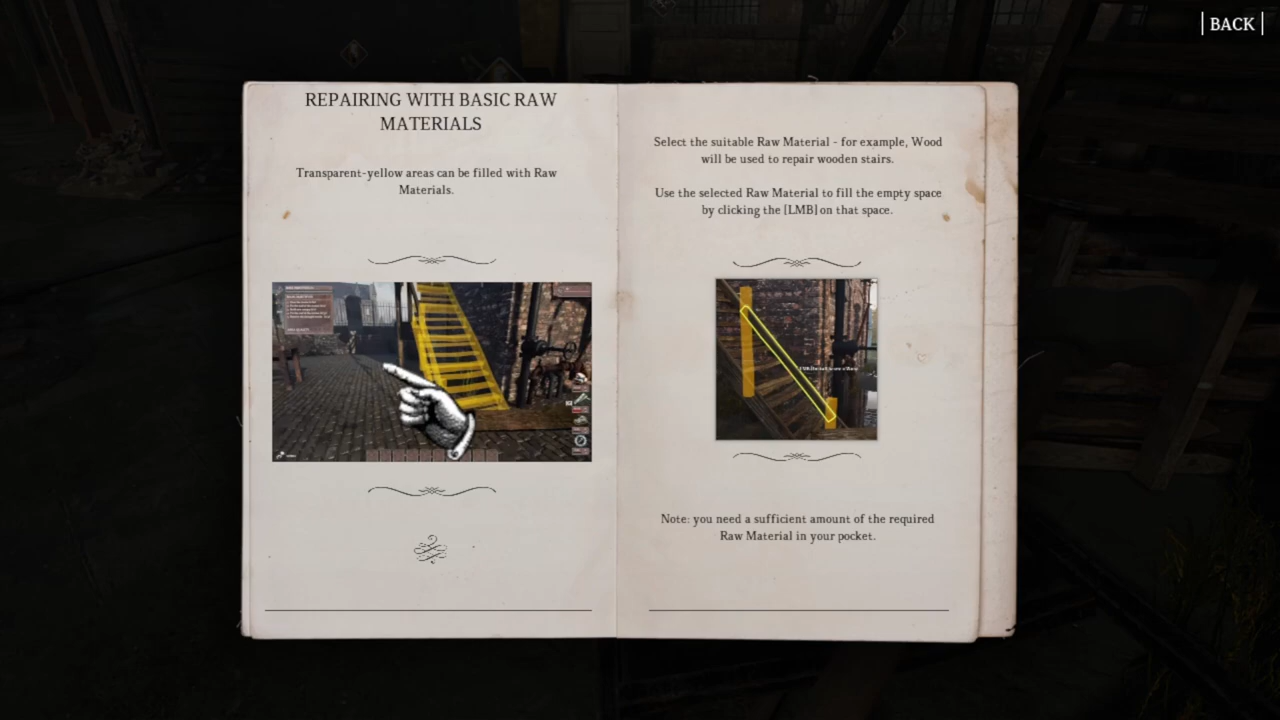 BACK
REPAIRING WITH BASIC RAW
MATERIALS
Transparent-yellow areas can be filled with Raw
Materials.
Select the suitable Raw Material - for example, Wood
will be used to repair wooden stairs.
Use the selected Raw Material to fill the empty space
by clicking the [LMB] on that space.
Note: you need a sufficient amount of the required
Raw Material in your pocket.